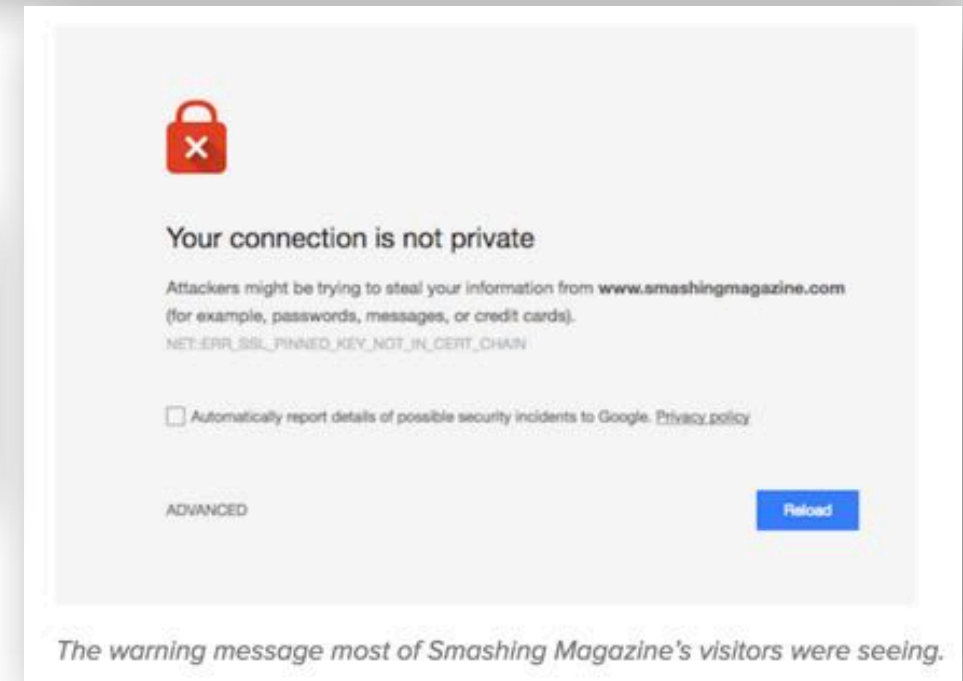 Your connection is not private
Attackers might be trying to steal your information from www.smashingmagazine.com
(for example, passwords, messages, or credit cards).
NET::ERR_SSL_PINNED_KEY_NOT_IN_CERT_CHAIN
Automatically report details of possible security incidents to Google. Privacy policy
ADVANCED
Reload
The warning message most of Smashing Magazine's visitors were seeing.